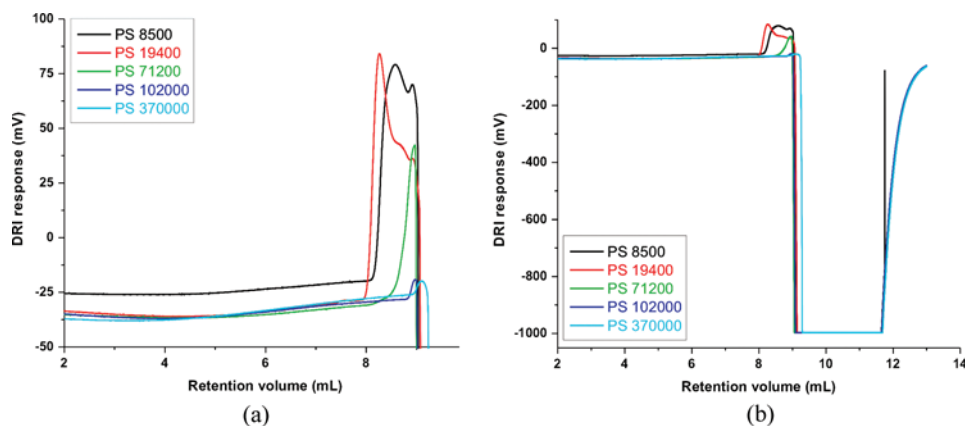 100
75
50
25
0
-25
-50
DRI response (mV)
PS 8500
PS 19400
PS 71200
PS 102000
PS 370000
2
4
6
8
Retention volume (mL)
(a)
0
-200
-400
-600
-800
-1000
DRI response (mV)
PS 8500
PS 19400
PS 71200
PS 102000
PS 370000
2
4
6
8
10
12
14
Retention volume (mL)
(b)